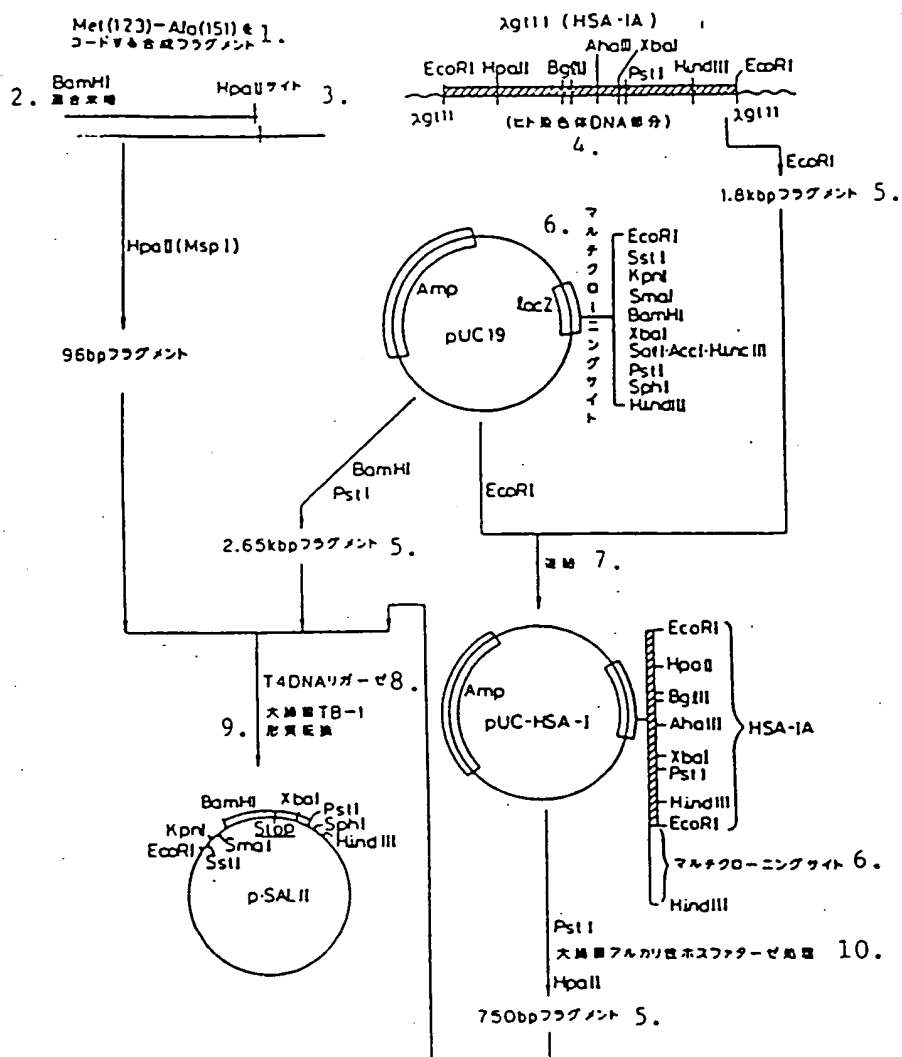 Met(123)-Ala(151)を 1.
コードする合成フラグメント
BamHI
2.
HpaIIサイト 3.
λgt11 (HSA-IA)
AhaIII XbaI
EcoRI HpaII BglII PstI HindIII EcoRI
λgt11 (ヒト染色体DNA部分) λgt11
4.
EcoRI
1.8kbpフラグメント 5.
HpaII(MspI)
96bpフラグメント
6. マルチクローニングサイト
Amp
lacZ
pUC19
EcoRI
SstI
KpnI
SmaI
BamHI
XbaI
SalI·AccI·HincII
PstI
SphI
HindIII
BamHI
PstI
EcoRI
2.65kbpフラグメント 5.
連結 7.
T4DNAリガーゼ 8.
9. 大腸菌TB-1
形質転換
Amp
pUC-HSA-I
EcoRI
HpaII
BglII
AhaIII
XbaI
PstI
HindIII
EcoRI
HSA-IA
マルチクローニングサイト 6.
HindIII
BamHI XbaI
PstI
KpnI Stop SphI
EcoRI SmaI HindIII
SstI
p·SALII
PstI
大腸菌アルカリ性ホスファターゼ処理 10.
HpaII
750bpフラグメント 5.